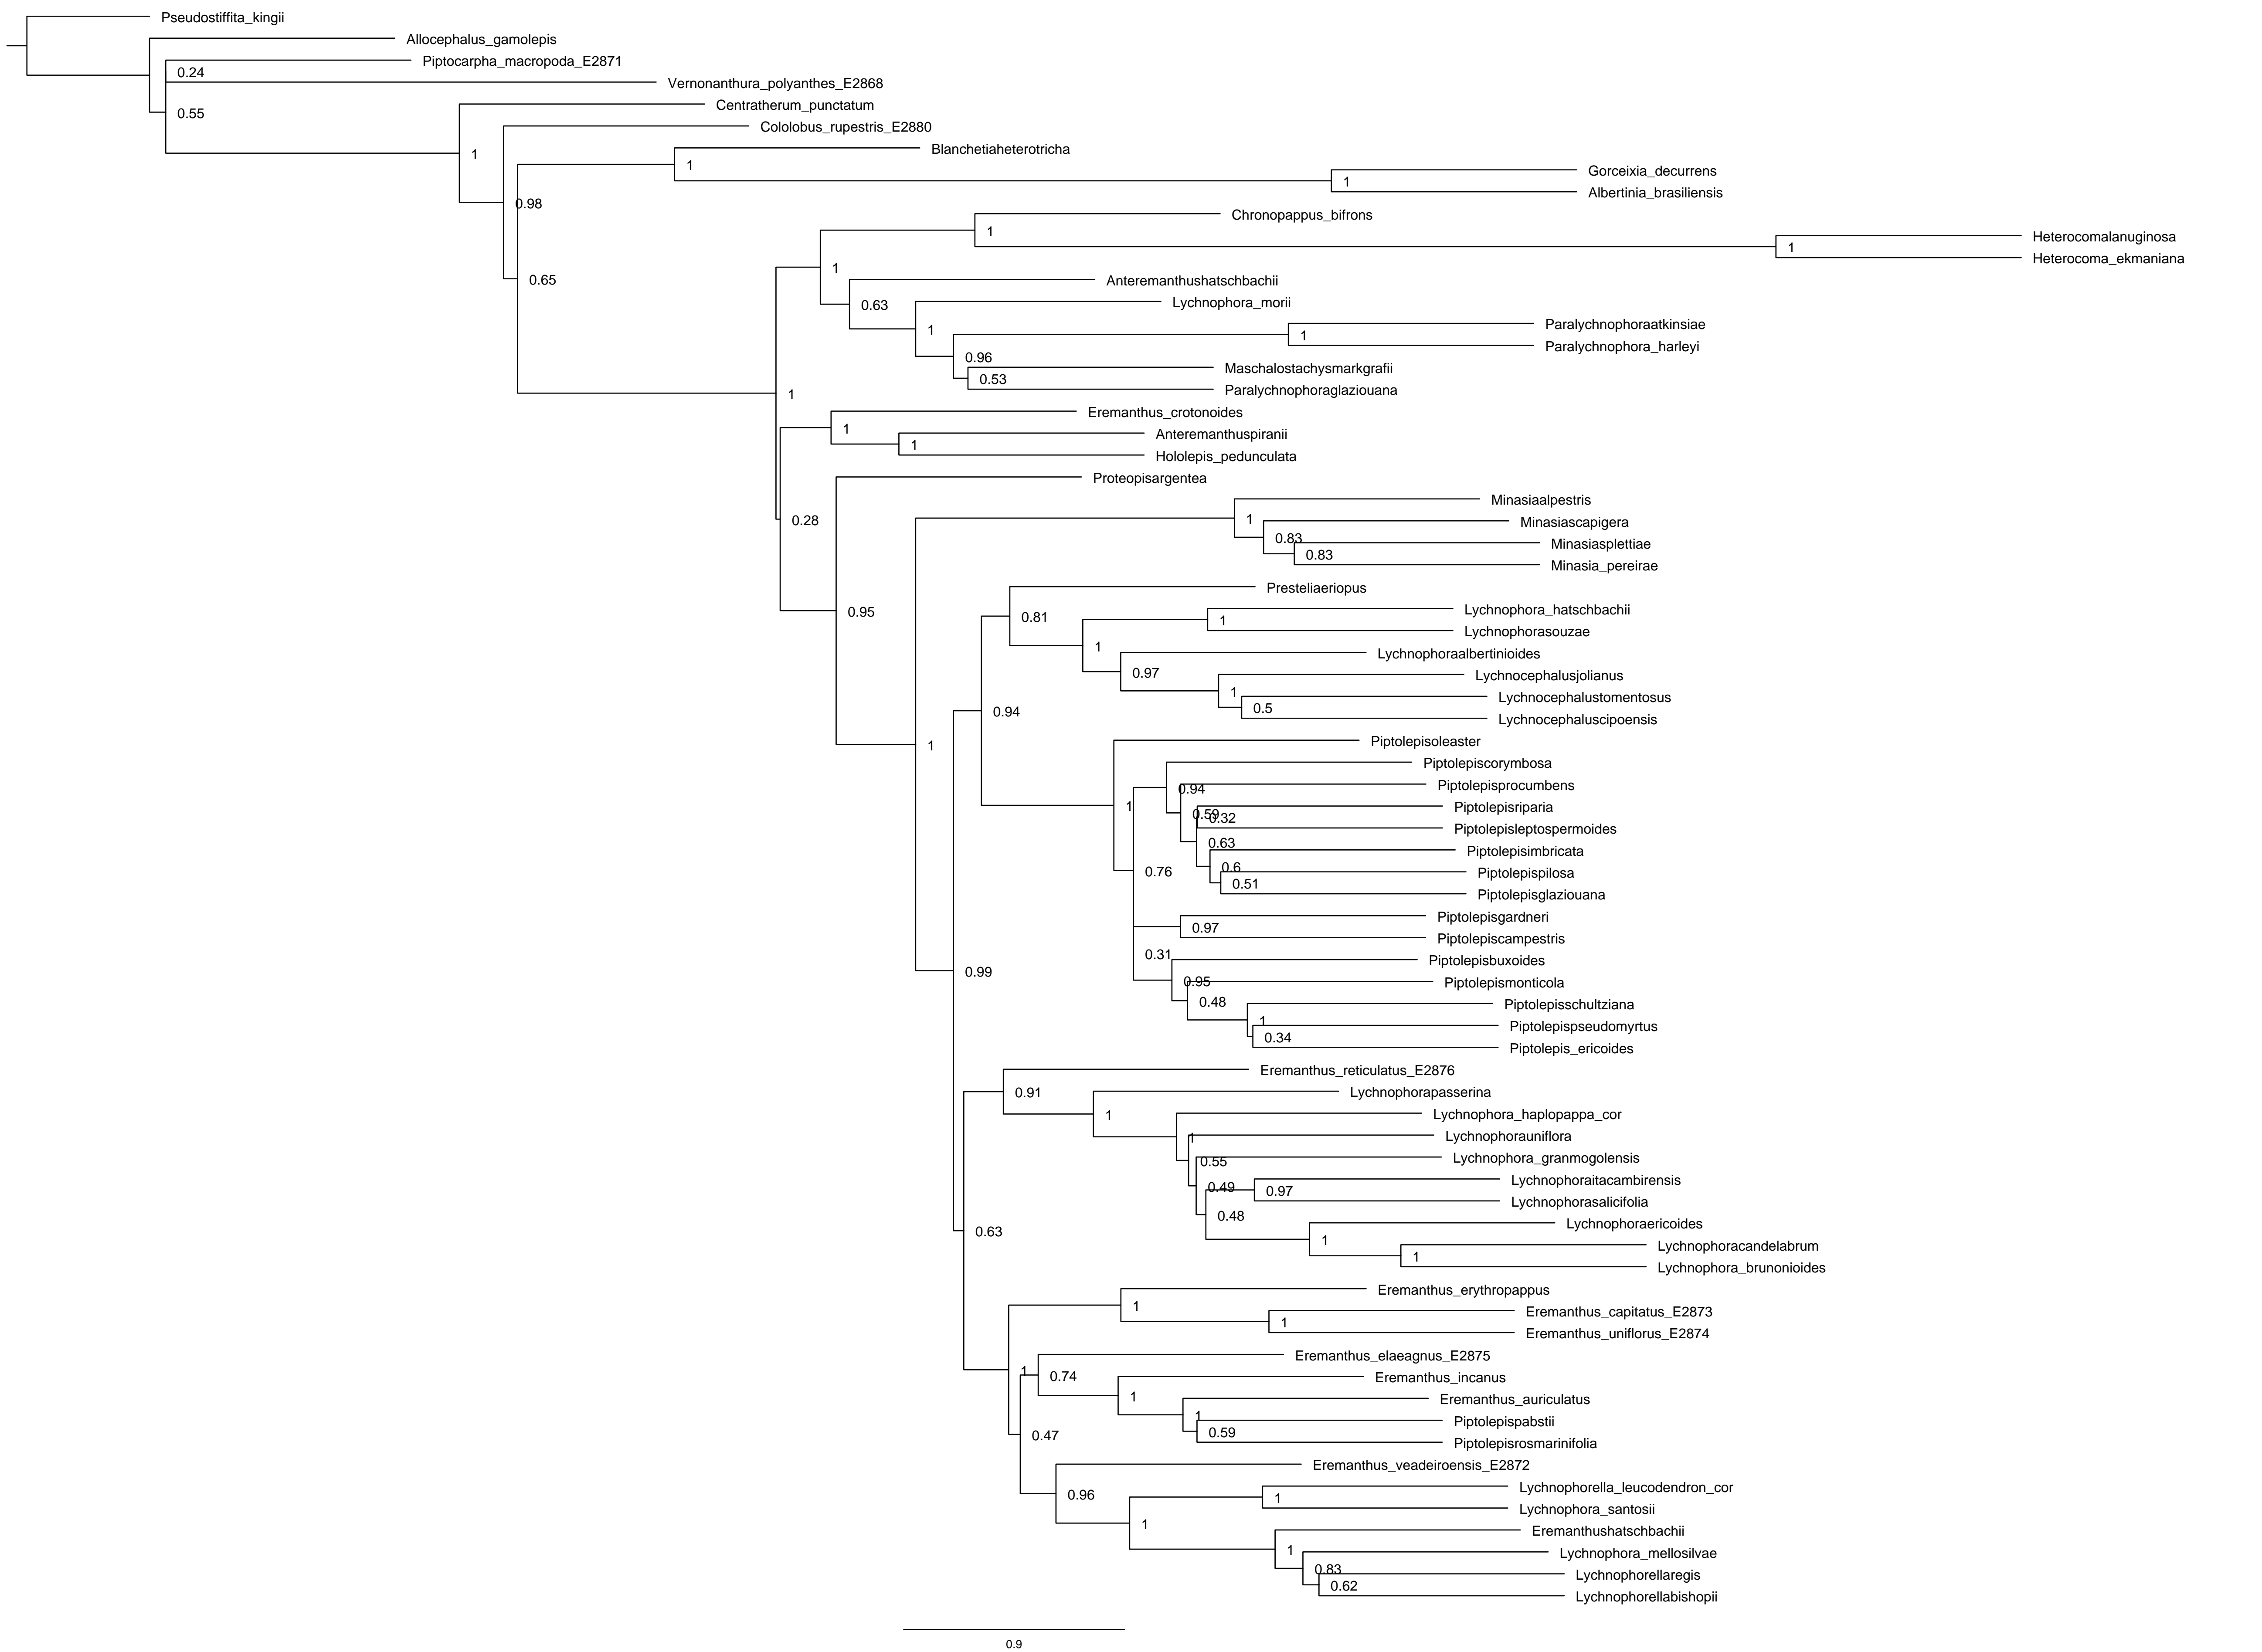 Pseudostiffita_kingii
Allocephalus_gamolepis
Piptocarpha_macropoda_E2871
0.24
Vernonanthura_polyanthes_E2868
Centratherum_punctatum
0.55
Cololobus_rupestris_E2880
Blanchetiaheterotricha
1
1
Gorceixia_decurrens
1
Albertinia_brasiliensis
0.98
Chronopappus_bifrons
1
Heterocomalanuginosa
1
Heterocoma_ekmaniana
1
0.65
Anteremanthushatschbachii
0.63
Lychnophora_morii
1
Paralychnophoraatkinsiae
1
Paralychnophora_harleyi
0.96
Maschalostachysmarkgrafii
0.53
Paralychnophoraglaziouana
1
Eremanthus_crotonoides
1
Anteremanthuspiranii
1
Hololepis_pedunculata
Proteopisargentea
Minasiaalpestris
0.28
1
Minasiascapigera
0.83
Minasiasplettiae
0.83
Minasia_pereirae
Presteliaeriopus
0.95
0.81
Lychnophora_hatschbachii
1
Lychnophorasouzae
1
Lychnophoraalbertinioides
0.97
Lychnocephalusjolianus
1
Lychnocephalustomentosus
0.5
0.94
Lychnocephaluscipoensis
1
Piptolepisoleaster
Piptolepiscorymbosa
0.94
Piptolepisprocumbens
1
Piptolepisriparia
0.59
0.32
Piptolepisleptospermoides
0.63
Piptolepisimbricata
0.6
0.76
Piptolepispilosa
0.51
Piptolepisglaziouana
Piptolepisgardneri
0.97
Piptolepiscampestris
0.31
Piptolepisbuxoides
0.99
0.95
Piptolepismonticola
0.48
Piptolepisschultziana
1
Piptolepispseudomyrtus
0.34
Piptolepis_ericoides
Eremanthus_reticulatus_E2876
0.91
Lychnophorapasserina
1
Lychnophora_haplopappa_cor
1
Lychnophorauniflora
0.55
Lychnophora_granmogolensis
0.49
Lychnophoraitacambirensis
0.97
Lychnophorasalicifolia
0.48
Lychnophoraericoides
0.63
1
Lychnophoracandelabrum
1
Lychnophora_brunonioides
Eremanthus_erythropappus
1
Eremanthus_capitatus_E2873
1
Eremanthus_uniflorus_E2874
Eremanthus_elaeagnus_E2875
1
0.74
Eremanthus_incanus
1
Eremanthus_auriculatus
1
Piptolepispabstii
0.59
0.47
Piptolepisrosmarinifolia
Eremanthus_veadeiroensis_E2872
0.96
Lychnophorella_leucodendron_cor
1
Lychnophora_santosii
1
Eremanthushatschbachii
1
Lychnophora_mellosilvae
0.83
Lychnophorellaregis
0.62
Lychnophorellabishopii
0.9